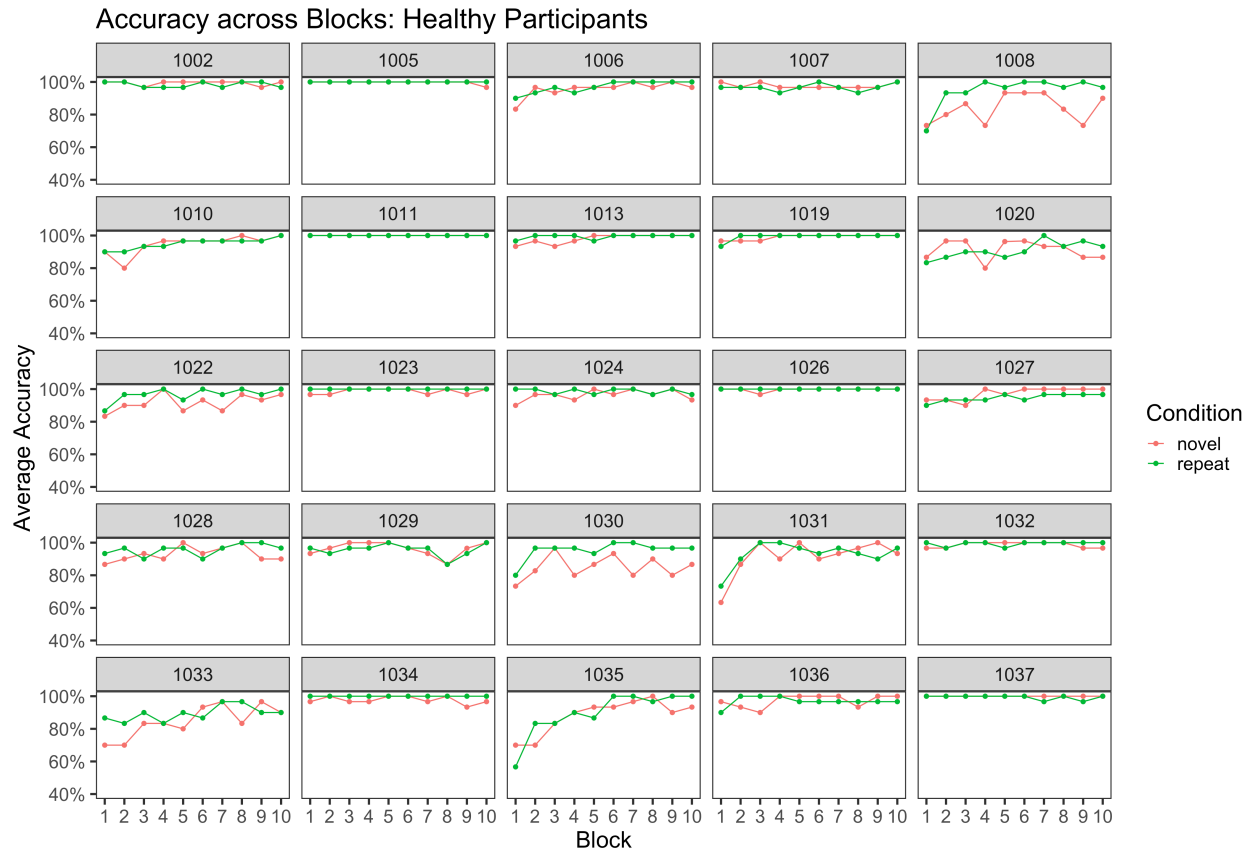 Accuracy across Blocks: Healthy Participants
1002 1005 1006 1007 1008
100%
80%
60%
40%
1010 1011 1013 1019 1020
100%
80%
60%
40%
1022 1023 1024 1026 1027
100%
80%
60%
40%
1028 1029 1030 1031 1032
100%
80%
60%
40%
1033 1034 1035 1036 1037
100%
80%
60%
40%
1 2 3 4 5 6 7 8 9 10 1 2 3 4 5 6 7 8 9 10 1 2 3 4 5 6 7 8 9 10 1 2 3 4 5 6 7 8 9 10 1 2 3 4 5 6 7 8 9 10
Block
Average Accuracy
Condition
novel
repeat